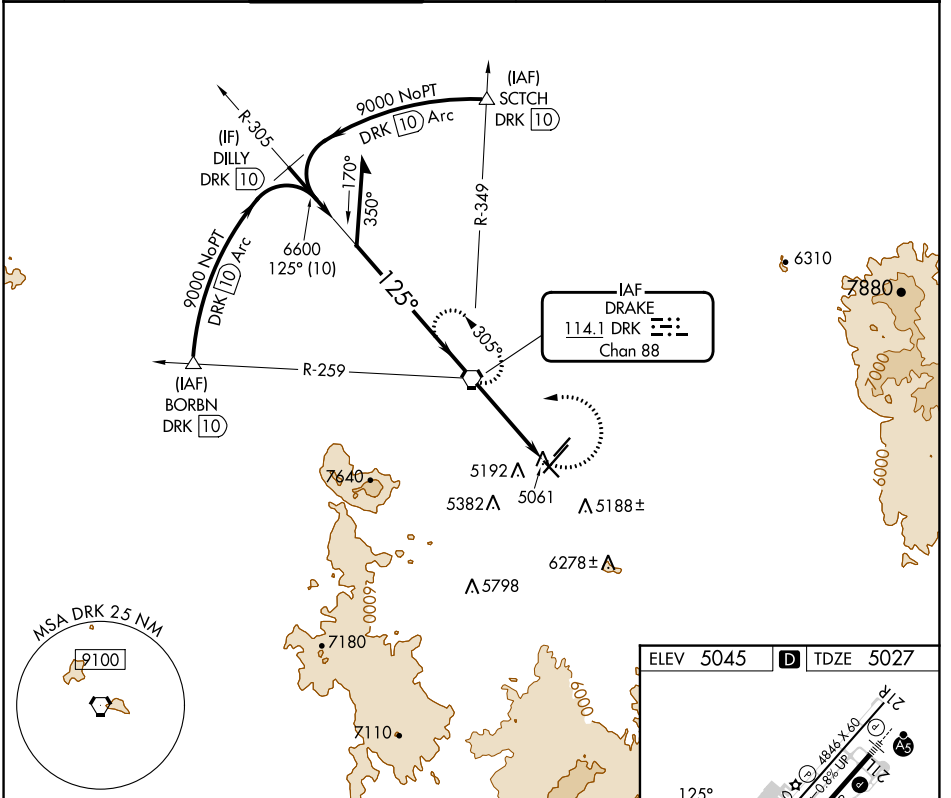 (IAF)
SCTCH
DRK 10
9000 NoPT
DRK 10 Arc
R-305
(IF)
DILLY
DRK 10
170°
350°
R-349
6600
125° (10)
9000 NoPT
DRK 10 Arc
125°
305°
IAF
DRAKE
114.1 DRK
Chan 88
6310
7880
7000
6000
R-259
(IAF)
BORBN
DRK 10
7640
5192
5061
5382
5188±
6278±
5798
6000
7180
7110
6000
MSA DRK 25 NM
9100
ELEV 5045 D TDZE 5027
21R
4846 X 60
0.8% UP
P
P
P
A5
21L
125°